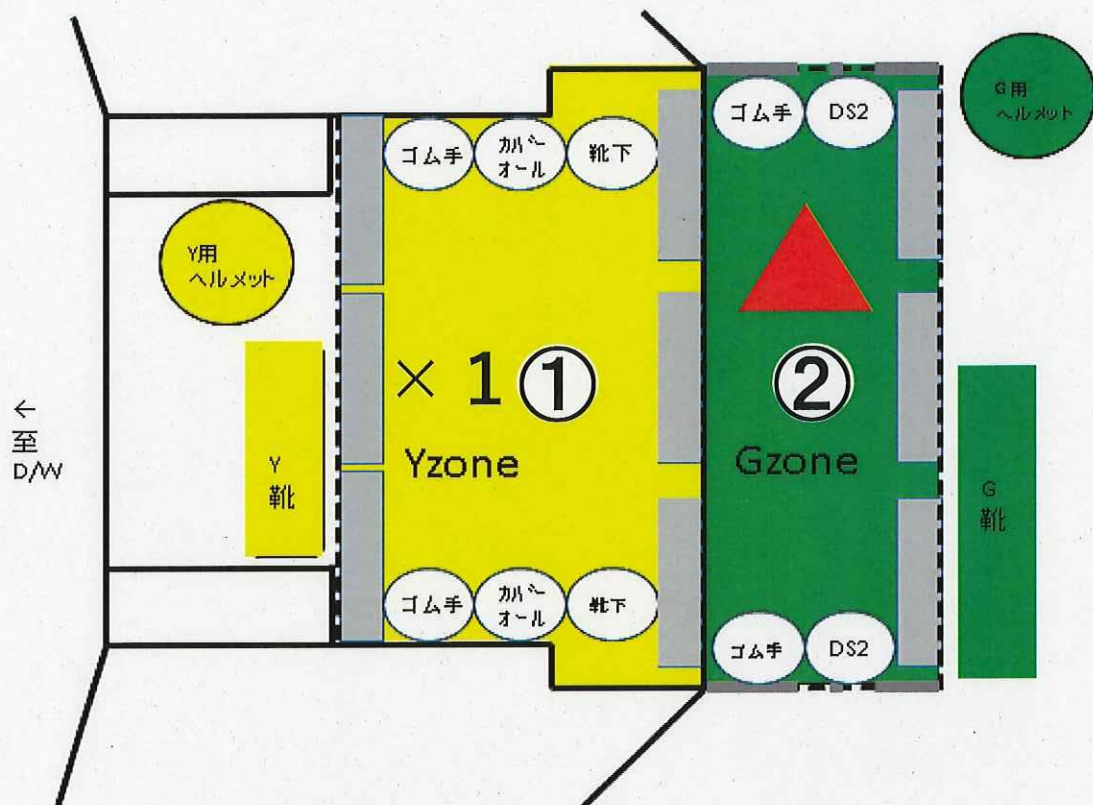 G用
ヘルメット
ゴム手
DS2
ゴム手
カバー
オール
靴下
Y用
ヘルメット
×1
①
②
Yzone
Gzone
←
至
D/W
Y
靴
G
靴
ゴム手
カバー
オール
靴下
ゴム手
DS2